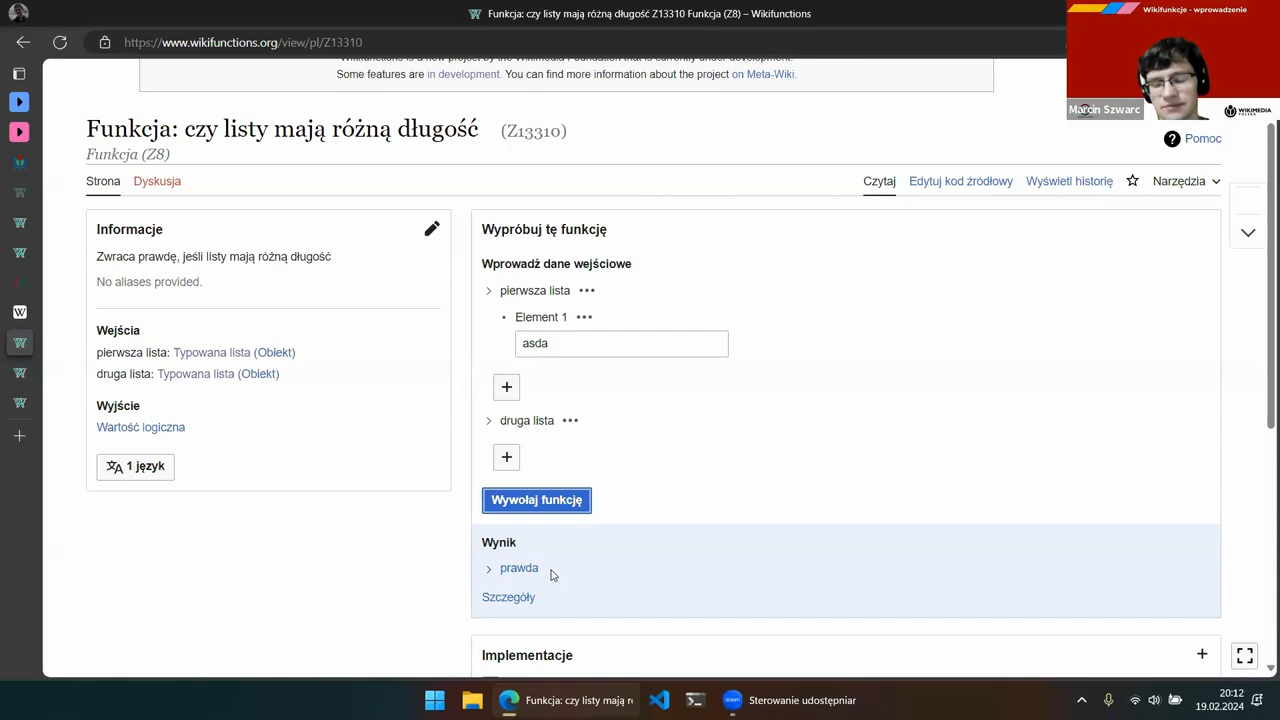 Funkcja: czy listy mają różną długość Z13310 Funkcja (Z8) – Wikifunctions
https://www.wikifunctions.org/view/pl/Z13310
Wikifunkcje - wprowadzenie
Marcin Szwarc
WIKIMEDIA
POLSKA
Wikifunctions is a new project by the Wikimedia Foundation that is currently under development.
Some features are in development. You can find more information about the project on Meta-Wiki.
Funkcja: czy listy mają różną długość (Z13310)
Funkcja (Z8)
Pomoc
Strona Dyskusja Czytaj Edytuj kod źródłowy Wyświetl historię Narzędzia
Informacje
Zwraca prawdę, jeśli listy mają różną długość
No aliases provided.
Wejścia
pierwsza lista: Typowana lista (Obiekt)
druga lista: Typowana lista (Obiekt)
Wyjście
Wartość logiczna
1 język
Wypróbuj tę funkcję
Wprowadź dane wejściowe
pierwsza lista
Element 1
asda
+
druga lista
+
Wywołaj funkcję
Wynik
prawda
Szczegóły
Implementacje
Funkcja: czy listy mają r
zoom
Sterowanie udostępniar
20:12
19.02.2024